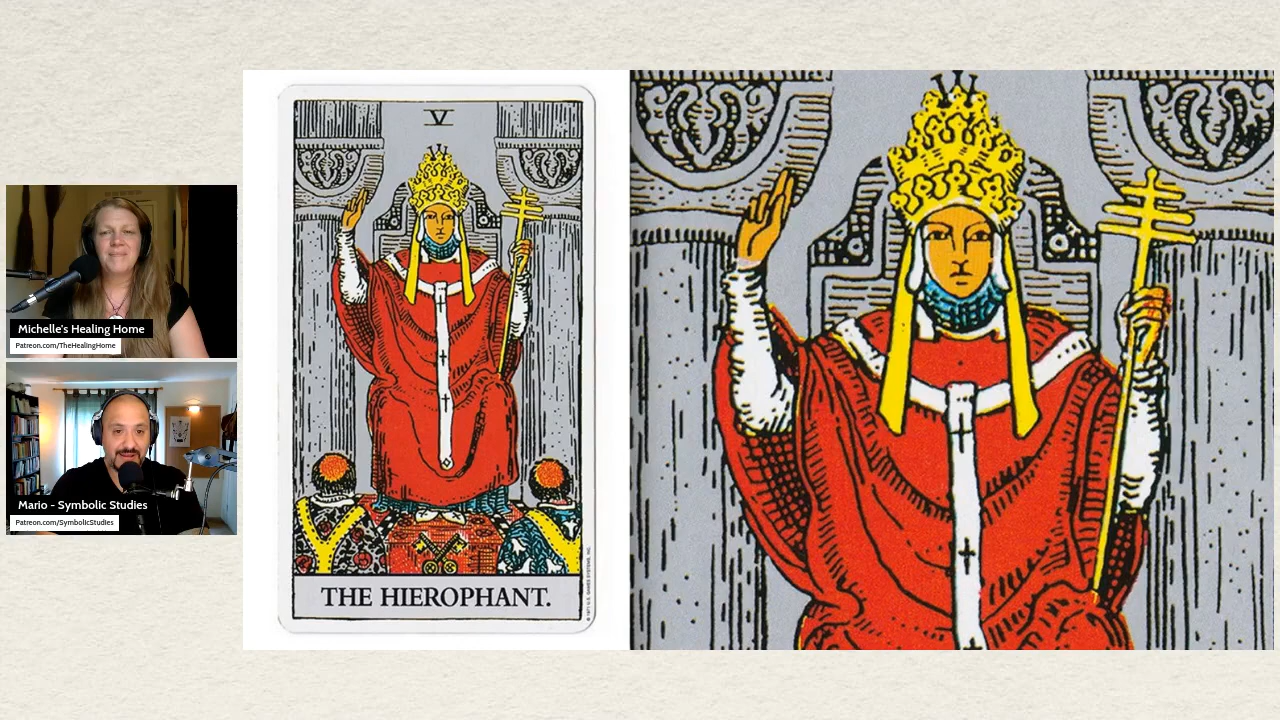 Michelle's Healing Home
Patreon.com/TheHealingHome
Mario - Symbolic Studies
Patreon.com/SymbolicStudies
V
THE HIEROPHANT.